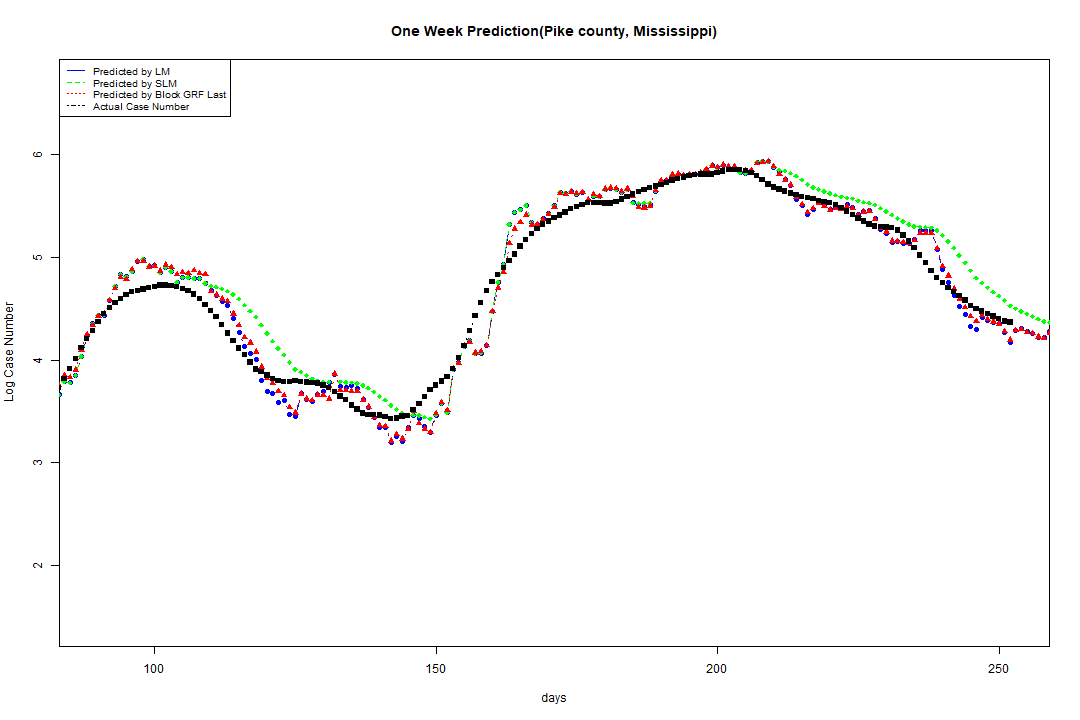 One Week Prediction(Pike county, Mississippi)
Predicted by LM
Predicted by SLM
Predicted by Block GRF Last
Actual Case Number
6
5
4
3
2
Log Case Number
100 150 200 250
days